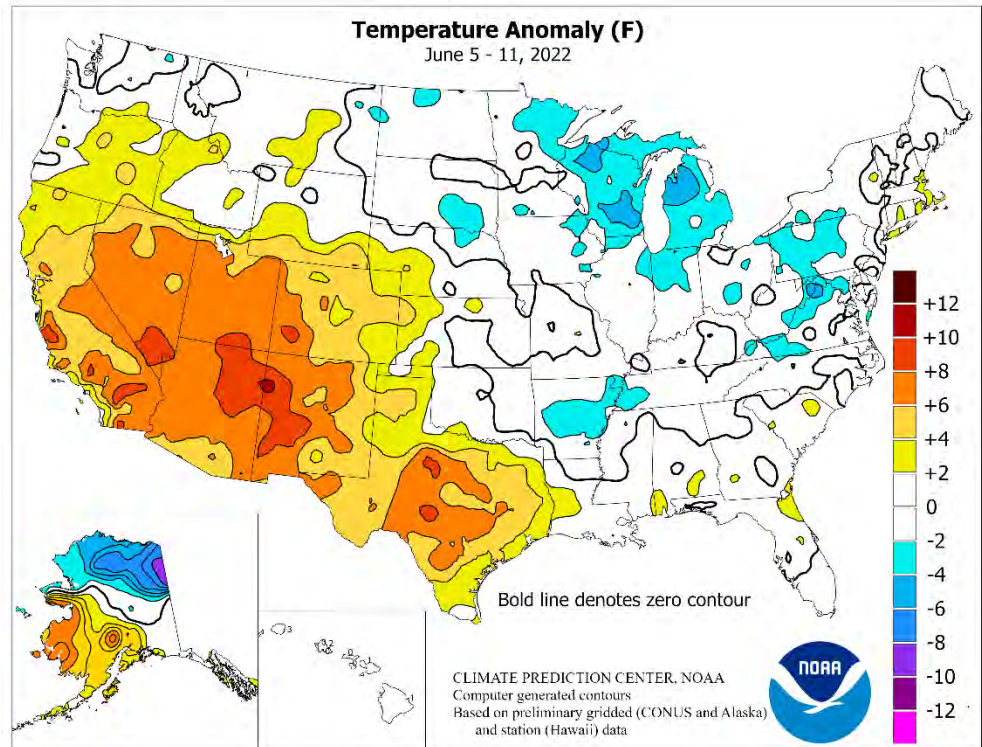 Temperature Anomaly (F)
June 5 - 11, 2022
+12
+10
+8
+6
+4
+2
0
-2
-4
-6
-8
-10
-12
Bold line denotes zero contour
3
2
CLIMATE PREDICTION CENTER, NOAA
Computer generated contours
Based on preliminary gridded (CONUS and Alaska)
and station (Hawaii) data
NOAA